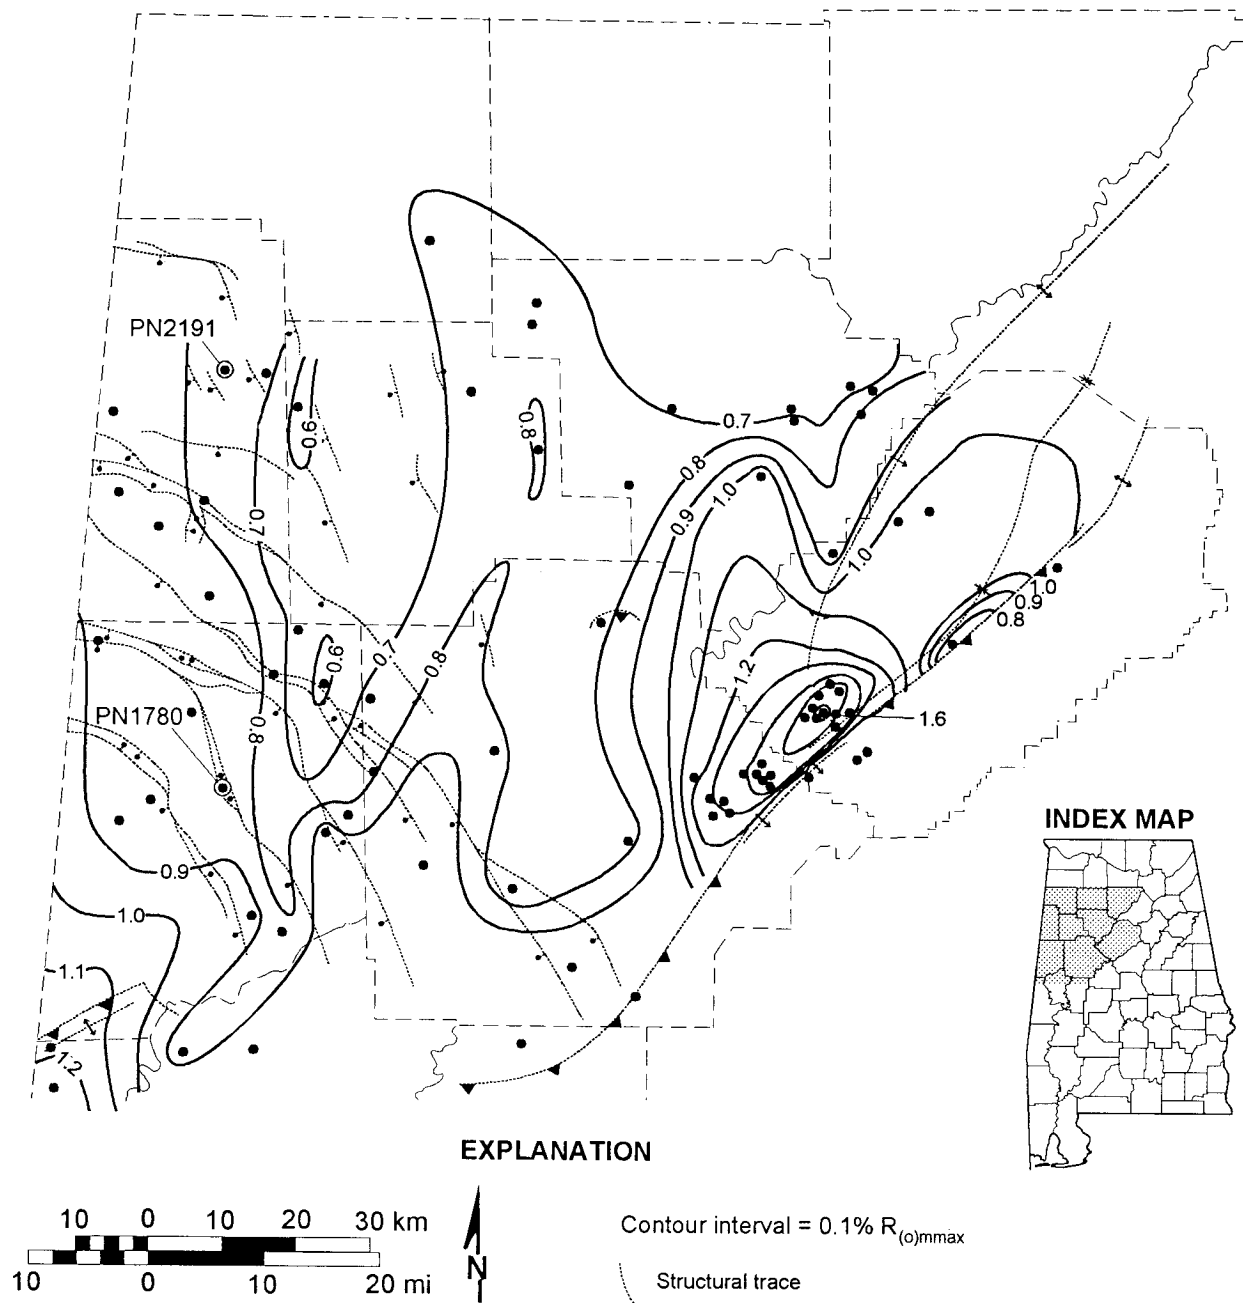 PN2191
0.7
0.8
0.6
0.8
0.9
1.0
0.7
1.0
1.0
0.9
0.8
0.7
0.8
0.6
1.2
PN1780
0.8
1.6
INDEX MAP
0.9
1.0
1.1
1.2
EXPLANATION
10 0 10 20 30 km
10 0 10 20 mi
N
Contour interval = 0.1% R(o)mmax
Structural trace